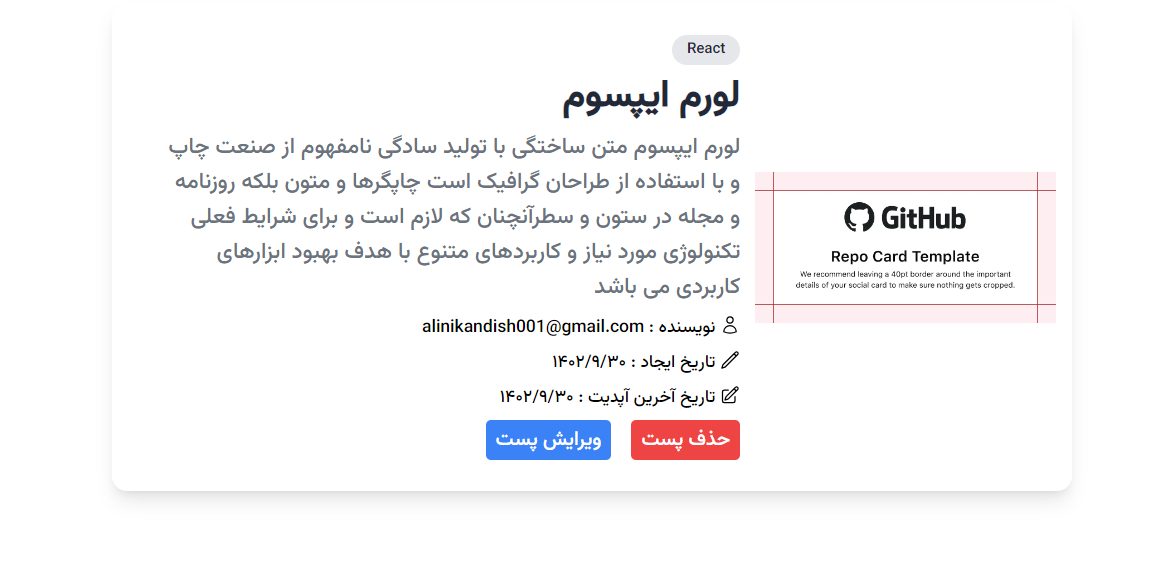 React
لورم ایپسوم
لورم ایپسوم متن ساختگی با تولید سادگی نامفهوم از صنعت چاپ
و با استفاده از طراحان گرافیک است چاپگرها و متون بلکه روزنامه
و مجله در ستون و سطرآنچنان که لازم است و برای شرایط فعلی
تکنولوژی مورد نیاز و کاربردهای متنوع با هدف بهبود ابزارهای
کاربردی می باشد
نویسنده : alinikandish001@gmail.com
تاریخ ایجاد : ۱۴۰۲/۹/۳۰
تاریخ آخرین آپدیت : ۱۴۰۲/۹/۳۰
حذف پست ویرایش پست
GitHub
Repo Card Template
We recommend leaving a 40pt border around the important
details of your social card to make sure nothing gets cropped.